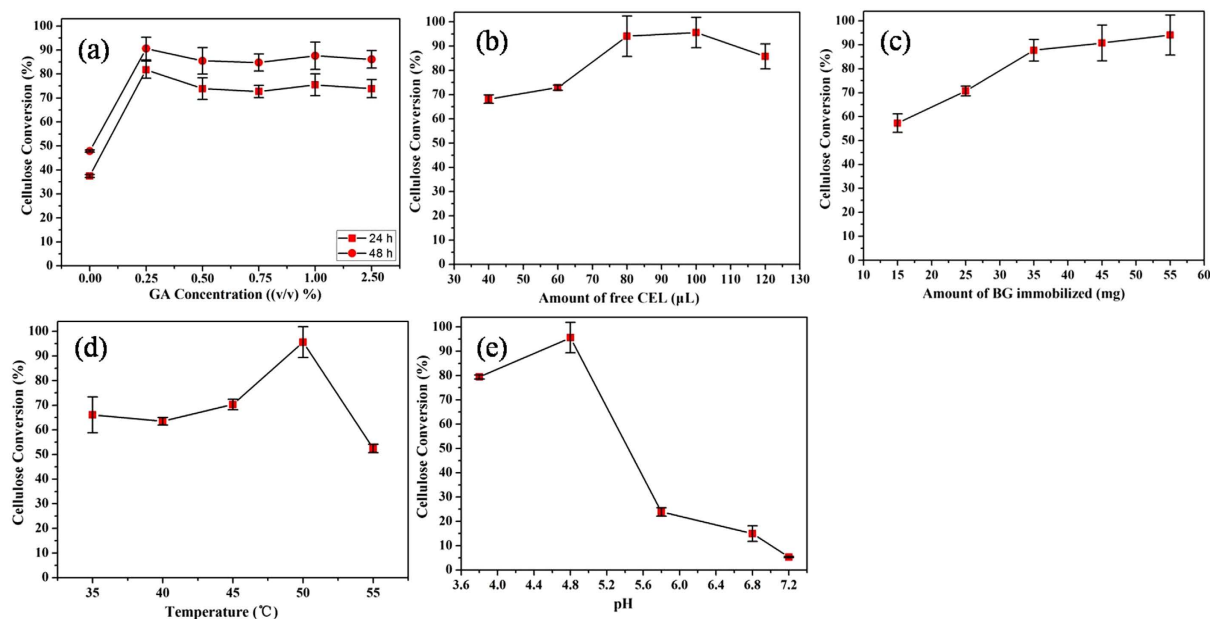 (a)
Cellulose Conversion (%)
100
90
80
70
60
50
40
30
20
10
0
0.00 0.25 0.50 0.75 1.00 2.50
GA Concentration ((v/v) %)
24 h
48 h
(b)
Cellulose Conversion (%)
100
90
80
70
60
50
40
30
20
10
0
30 40 50 60 70 80 90 100 110 120 130
Amount of free CEL (μL)
(c)
Cellulose Conversion (%)
100
90
80
70
60
50
40
30
20
10
0
10 20 30 40 50 60
Amount of BG immobilized (mg)
(d)
Cellulose Conversion (%)
100
90
80
70
60
50
40
30
20
10
0
35 40 45 50 55
Temperature (℃)
(e)
Cellulose Conversion (%)
100
90
80
70
60
50
40
30
20
10
0
3.6 4.0 4.4 4.8 5.2 5.6 6.0 6.4 6.8 7.2
pH